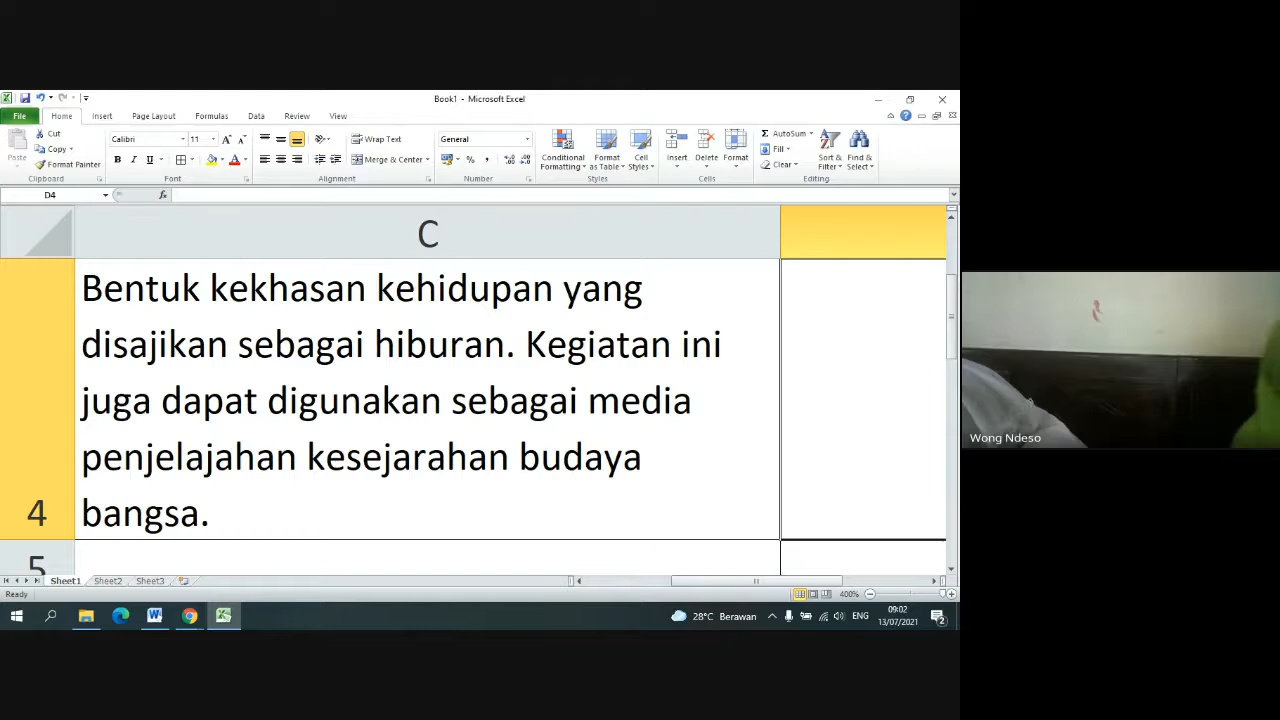 Book1 - Microsoft Excel
File Home Insert Page Layout Formulas Data Review View
Paste
Cut
Copy
Format Painter
Clipboard
Calibri 11
B I U
Font
Wrap Text
Merge & Center
Alignment
General
Number
Conditional Formatting
Format as Table
Cell Styles
Styles
Insert
Delete
Format
Cells
AutoSum
Fill
Clear
Sort & Filter
Find & Select
Editing
D4
fx
C
Bentuk kekhasan kehidupan yang
disajikan sebagai hiburan. Kegiatan ini
juga dapat digunakan sebagai media
penjelajahan kesejarahan budaya
4 bangsa.
5
Sheet1 Sheet2 Sheet3
Ready
400%
28°C Berawan
ENG
09:02
13/07/2021
2
Wong Ndeso